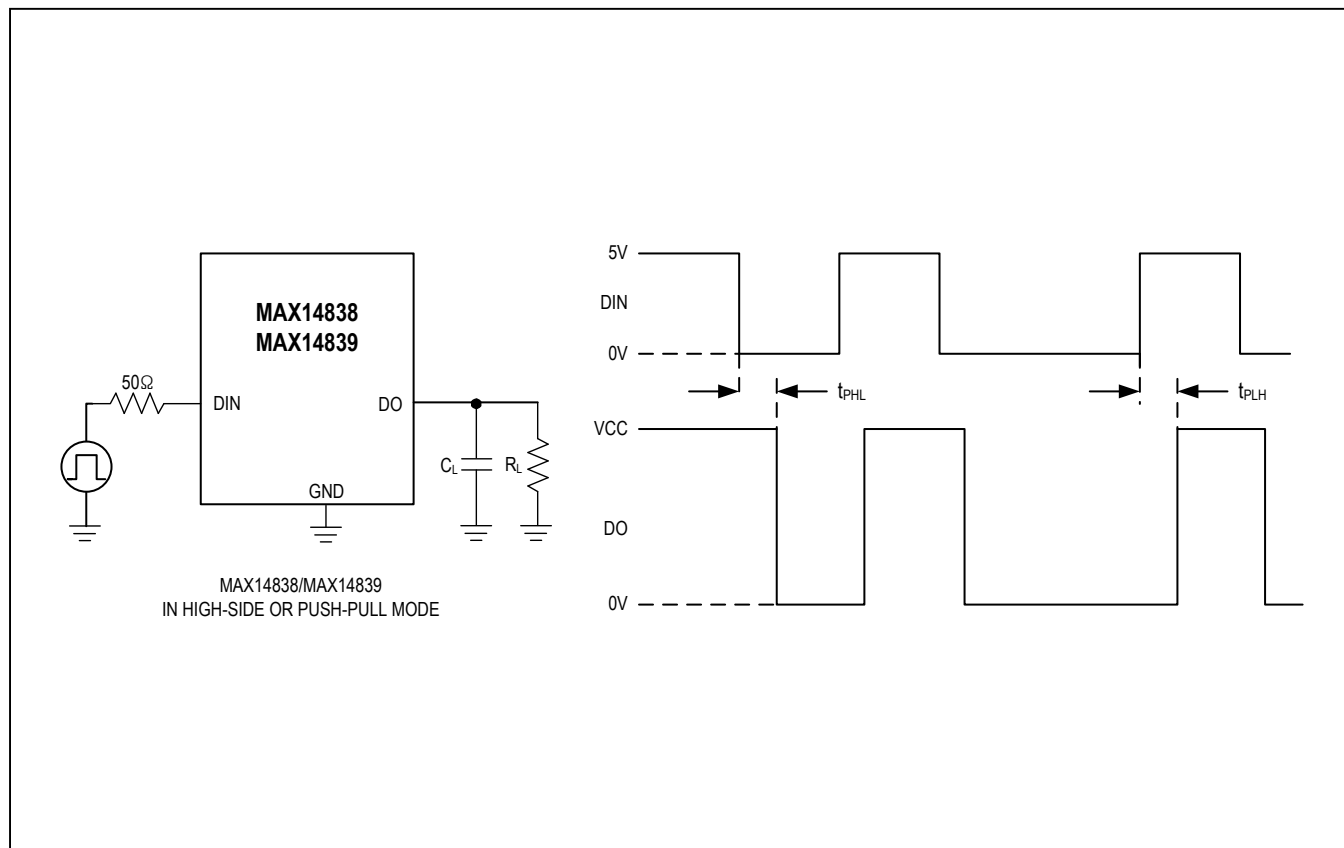 MAX14838
MAX14839
50Ω
DIN
DO
GND
CL
RL
MAX14838/MAX14839
IN HIGH-SIDE OR PUSH-PULL MODE
5V
DIN
0V
tPHL
tPLH
VCC
DO
0V